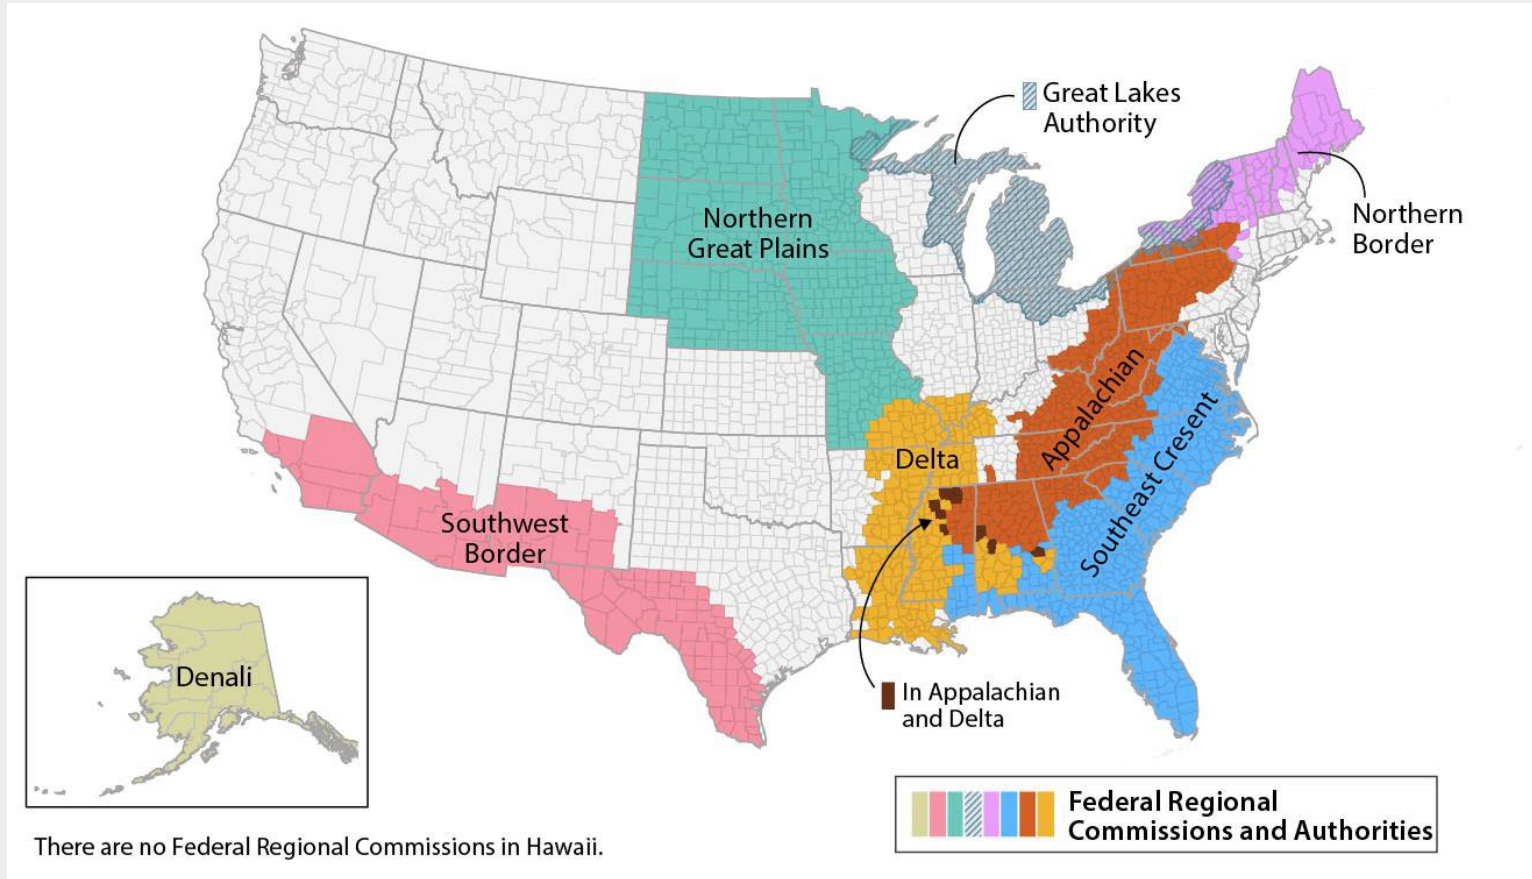 Great Lakes
Authority
Northern
Great Plains
Northern
Border
Appalachian
Delta
Southeast Cresent
Southwest
Border
Denali
In Appalachian
and Delta
Federal Regional
Commissions and Authorities
There are no Federal Regional Commissions in Hawaii.